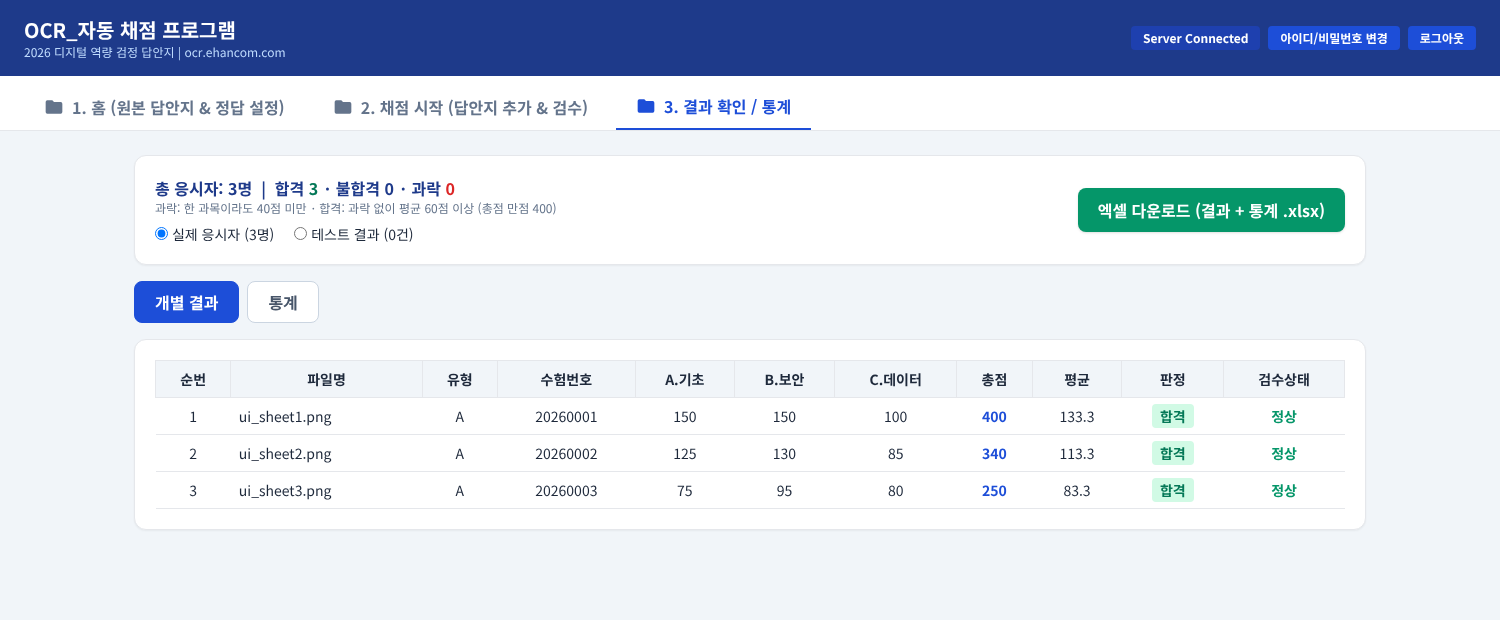 OCR_자동 채점 프로그램
2026 디지털 역량 검정 답안지 | ocr.ehancom.com
Server Connected
아이디/비밀번호 변경
로그아웃
1. 홈 (원본 답안지 & 정답 설정)
2. 채점 시작 (답안지 추가 & 검수)
3. 결과 확인 / 통계
총 응시자: 3명 | 합격 3 · 불합격 0 · 과락 0
과락: 한 과목이라도 40점 미만 · 합격: 과락 없이 평균 60점 이상 (총점 만점 400)
실제 응시자 (3명) 테스트 결과 (0건)
엑셀 다운로드 (결과 + 통계 .xlsx)
개별 결과 통계
순번 파일명 유형 수험번호 A.기초 B.보안 C.데이터 총점 평균 판정 검수상태
1 ui_sheet1.png A 20260001 150 150 100 400 133.3 합격 정상
2 ui_sheet2.png A 20260002 125 130 85 340 113.3 합격 정상
3 ui_sheet3.png A 20260003 75 95 80 250 83.3 합격 정상